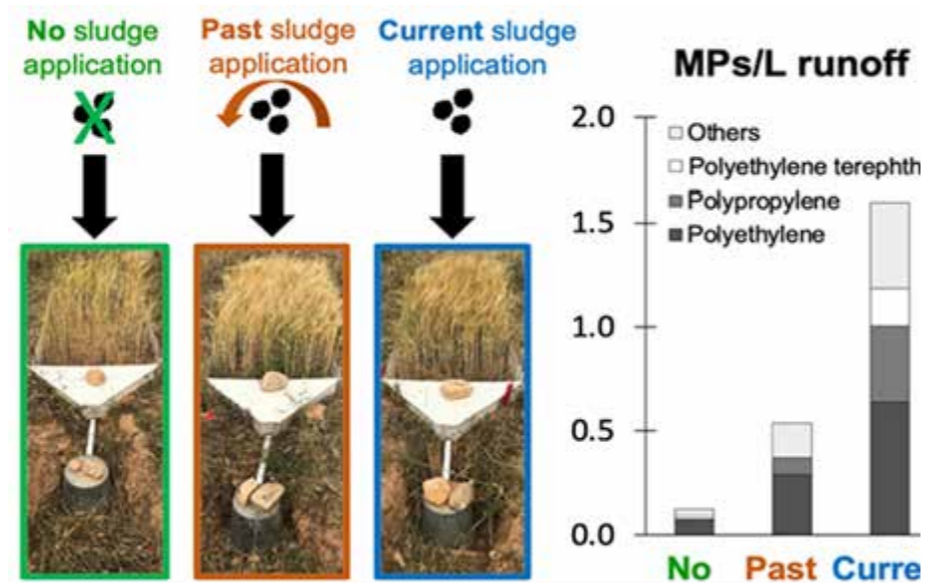 No sludge
application
Past sludge
application
Current sludge
application
MPs/L runoff
2.0
1.5
1.0
0.5
0.0
Others
Polyethylene terephth
Polypropylene
Polyethylene
No
Past
Curre